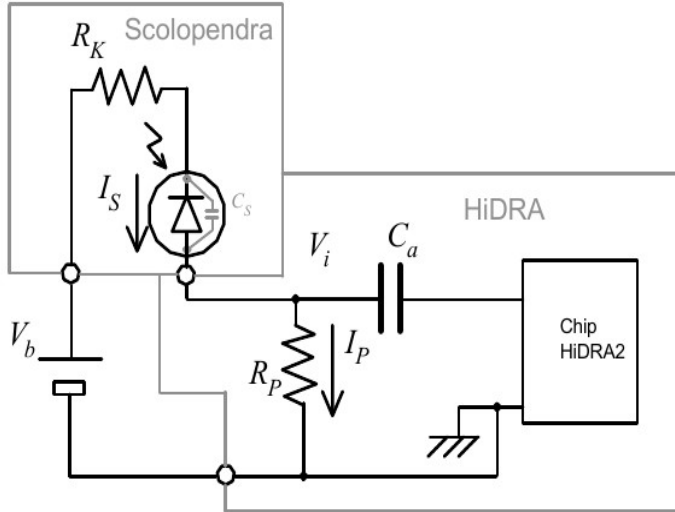 Scolopendra
R_K
I_S
C_s
HiDRA
V_i
C_a
Chip
HiDRA2
V_b
R_P
I_P